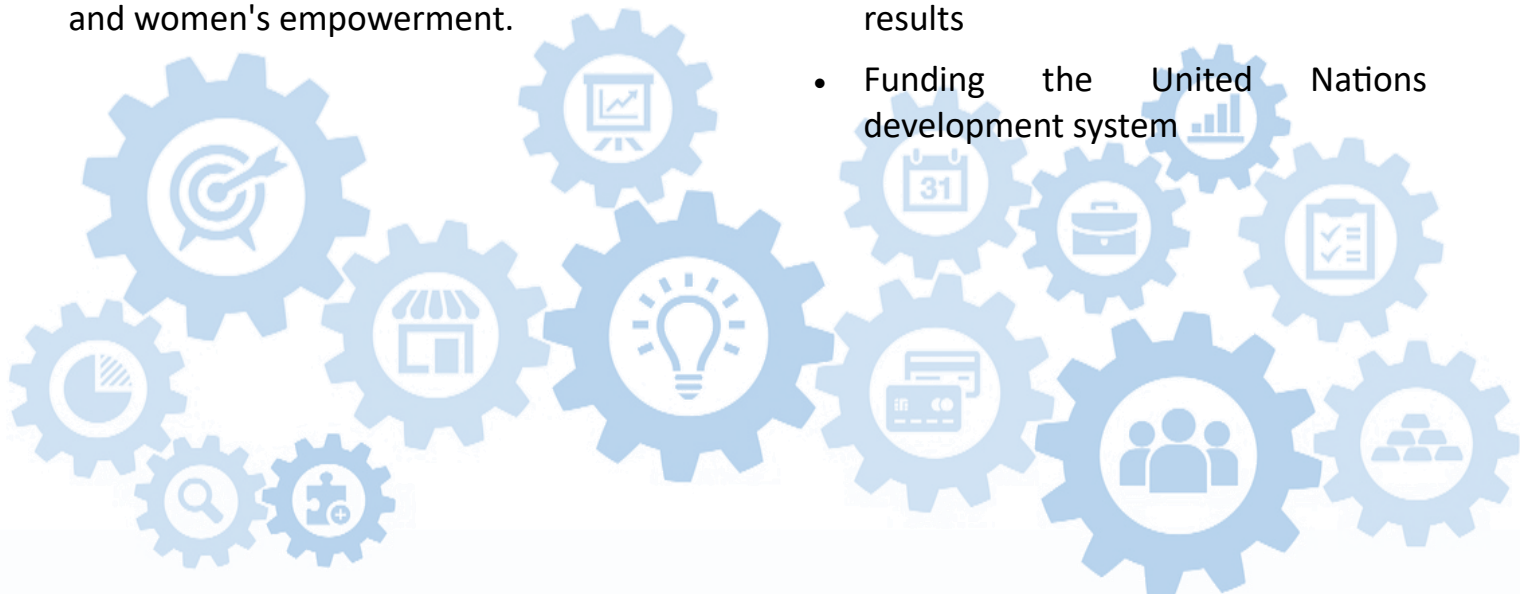 and women's empowerment.
results
• Funding the United Nations
development system
31